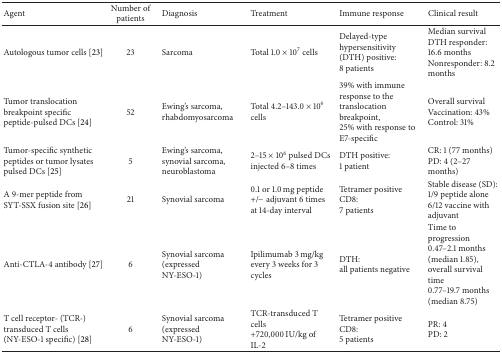 Agent Number of patients Diagnosis Treatment Immune response Clinical result
Autologous tumor cells [23] 23 Sarcoma Total 1.0 × 10⁷ cells Delayed-type hypersensitivity (DTH) positive: 8 patients Median survival DTH responder: 16.6 months Nonresponder: 8.2 months
Tumor translocation breakpoint specific peptide-pulsed DCs [24] 52 Ewing's sarcoma, rhabdomyosarcoma Total 4.2–143.0 × 10⁶ cells 39% with immune response to the translocation breakpoint, 25% with response to E7-specific Overall survival Vaccination: 43% Control: 31%
Tumor-specific synthetic peptides or tumor lysates pulsed DCs [25] 5 Ewing's sarcoma, synovial sarcoma, neuroblastoma 2–15 × 10⁶ pulsed DCs injected 6–8 times DTH positive: 1 patient CR: 1 (77 months) PD: 4 (2–27 months)
A 9-mer peptide from SYT-SSX fusion site [26] 21 Synovial sarcoma 0.1 or 1.0 mg peptide +/− adjuvant 6 times at 14-day interval Tetramer positive CD8: 7 patients Stable disease (SD): 1/9 peptide alone 6/12 vaccine with adjuvant
Anti-CTLA-4 antibody [27] 6 Synovial sarcoma (expressed NY-ESO-1) Ipilimumab 3 mg/kg every 3 weeks for 3 cycles DTH: all patients negative Time to progression 0.47–2.1 months (median 1.85), overall survival time 0.77–19.7 months (median 8.75)
T cell receptor- (TCR-) transduced T cells (NY-ESO-1 specific) [28] 6 Synovial sarcoma (expressed NY-ESO-1) TCR-transduced T cells +720,000 IU/kg of IL-2 Tetramer positive CD8: 5 patients PR: 4 PD: 2